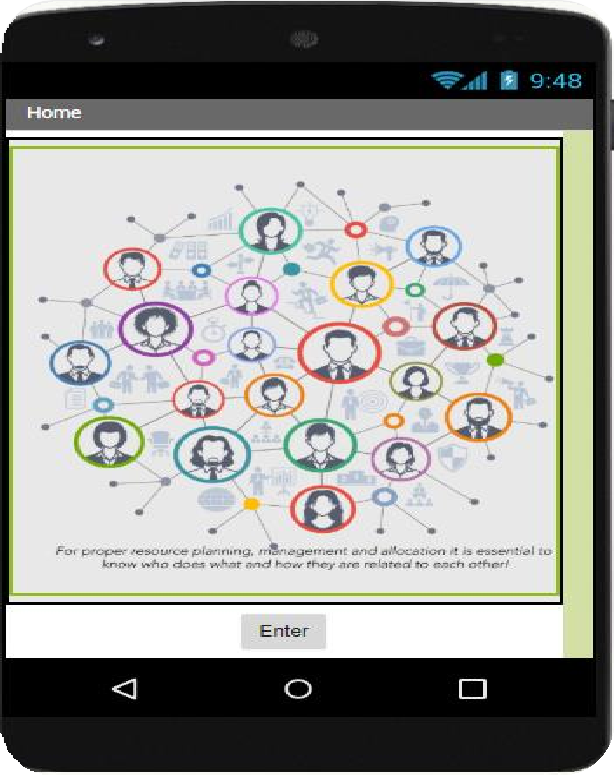 9:48
Home
For proper resource planning, management and allocation it is essential to
know who does what and how they are related to each other!
Enter